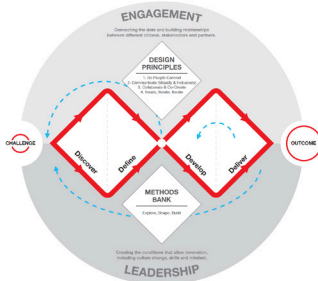 ENGAGEMENT
Connecting the dots and building relationships
between different citizens, stakeholders and partners.
DESIGN
PRINCIPLES
1. Be People Centred
2. Communicate (Visually & Inclusively)
3. Collaborate & Co-Create
4. Iterate, Iterate, Iterate
CHALLENGE
Discover
Define
Develop
Deliver
OUTCOME
METHODS
BANK
Explore, Shape, Build
Creating the conditions that allow innovation,
including culture change, skills and mindset.
LEADERSHIP